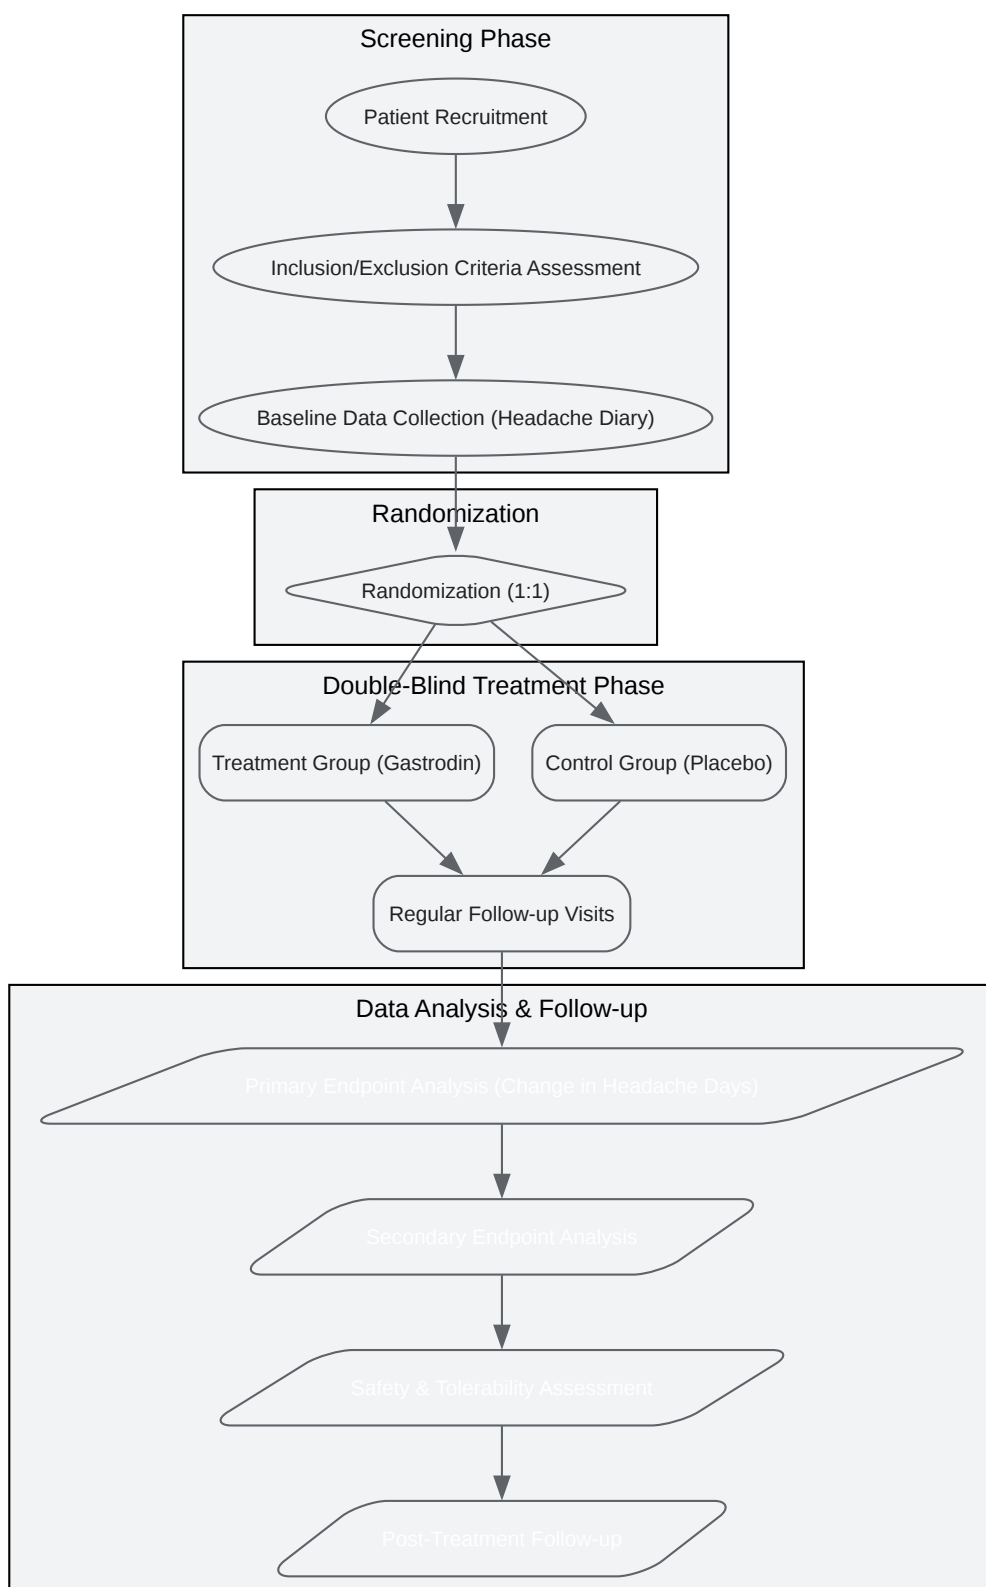 Screening Phase
Patient Recruitment
Inclusion/Exclusion Criteria Assessment
Baseline Data Collection (Headache Diary)
Randomization
Randomization (1:1)
Double-Blind Treatment Phase
Treatment Group (Gastrodin)
Control Group (Placebo)
Regular Follow-up Visits
Data Analysis & Follow-up
Primary Endpoint Analysis (Change in Headache Days)
Secondary Endpoint Analysis
Safety & Tolerability Assessment
Post-Treatment Follow-up